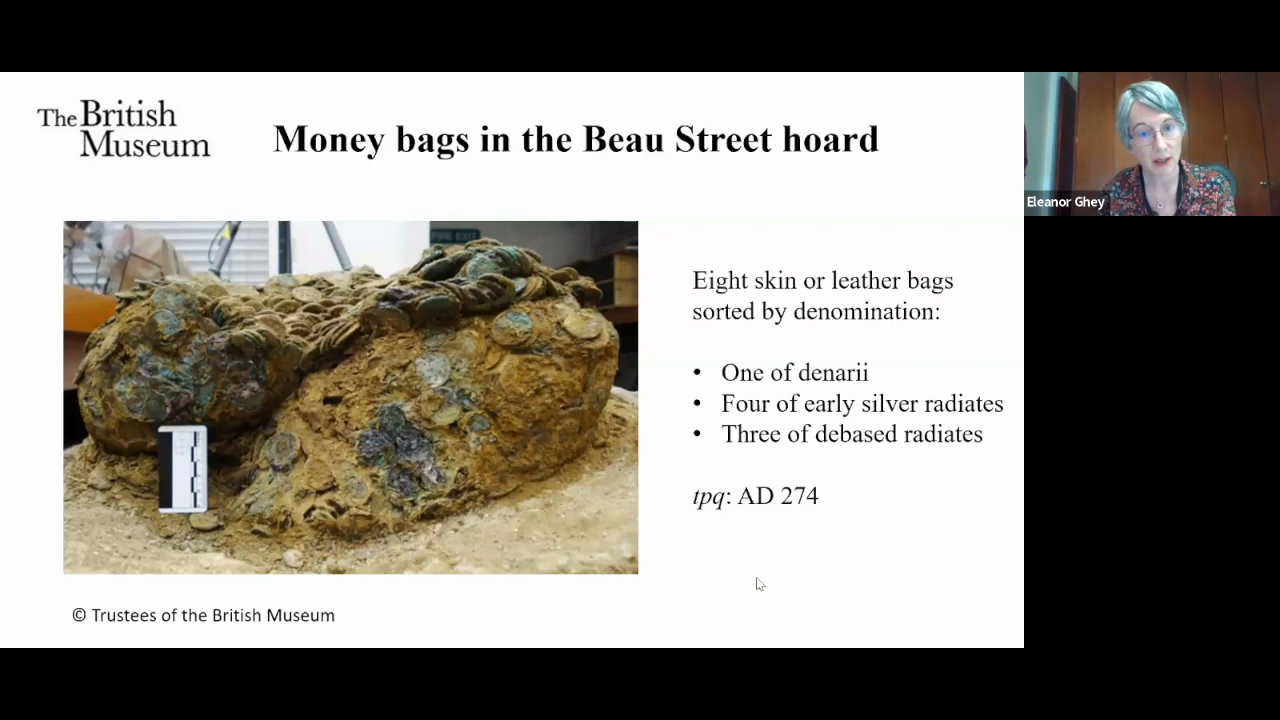 The British
Museum
Money bags in the Beau Street hoard
Eleanor Ghey
FIRE EXIT
Eight skin or leather bags
sorted by denomination:
• One of denarii
• Four of early silver radiates
• Three of debased radiates
tpq: AD 274
© Trustees of the British Museum